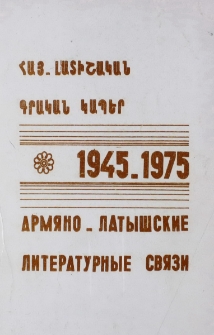 ՀԱՅ-ԼԱՏԻՇԱԿԱՆ
ԳՐԱԿԱՆ ԿԱՊԵՐ
1945-1975
АРМЯНО-ЛАТЫШСКИЕ
ЛИТЕРАТУРНЫЕ СВЯЗИ